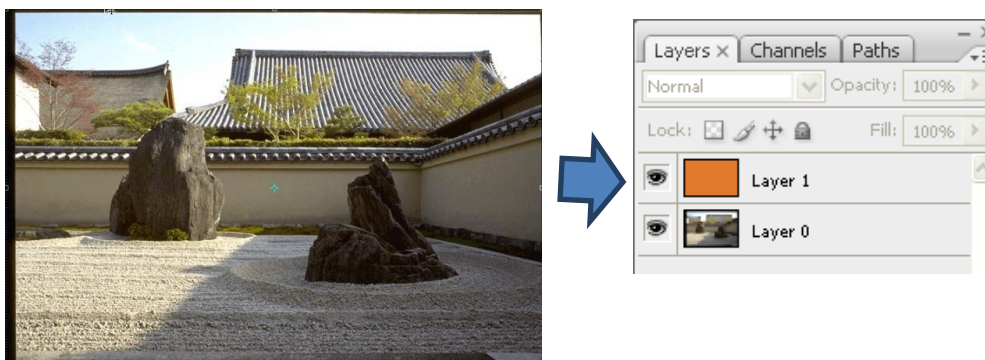 Layers × Channels Paths
Normal Opacity: 100%
Lock: Fill: 100%
Layer 1
Layer 0